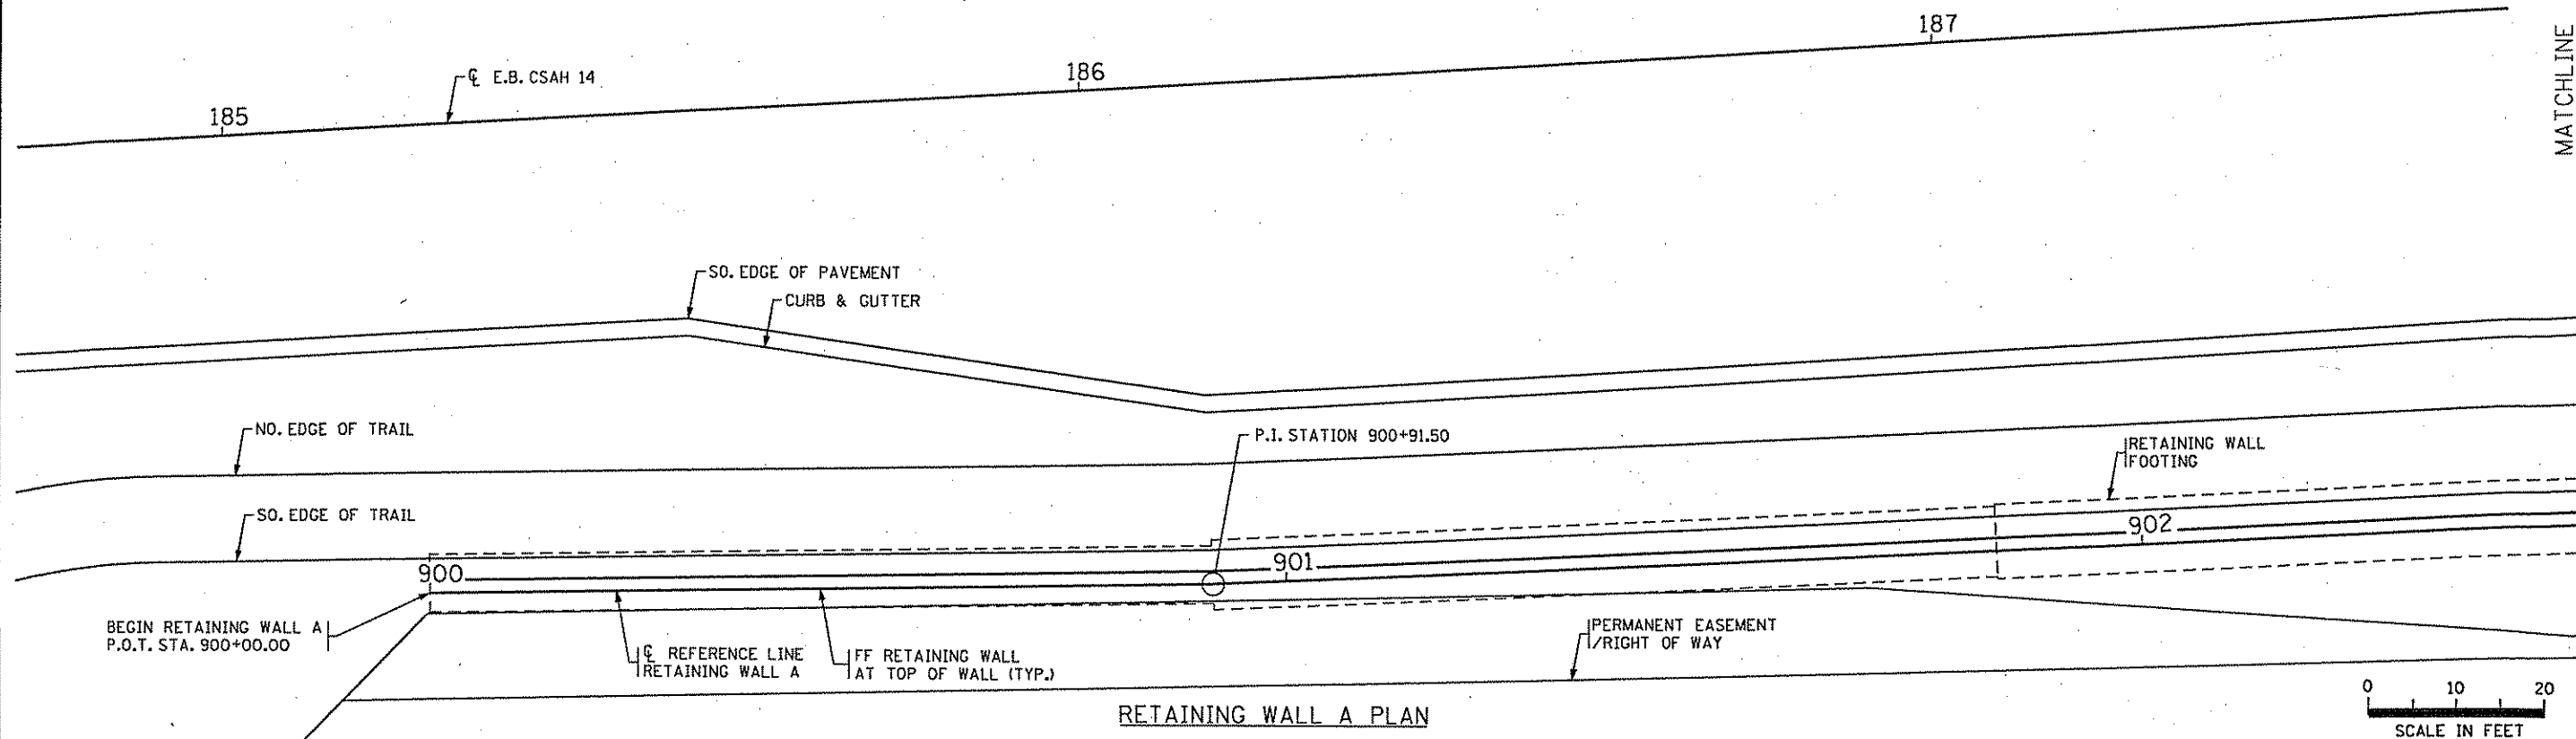 187
MATCHLINE
℄ E.B. CSAH 14
186
185
SO. EDGE OF PAVEMENT
CURB & GUTTER
NO. EDGE OF TRAIL
P.I. STATION 900+91.50
RETAINING WALL
FOOTING
SO. EDGE OF TRAIL
902
901
900
BEGIN RETAINING WALL A
P.O.T. STA. 900+00.00
℄ REFERENCE LINE
RETAINING WALL A
FF RETAINING WALL
AT TOP OF WALL (TYP.)
PERMANENT EASEMENT
/RIGHT OF WAY
RETAINING WALL A PLAN
0 10 20
SCALE IN FEET